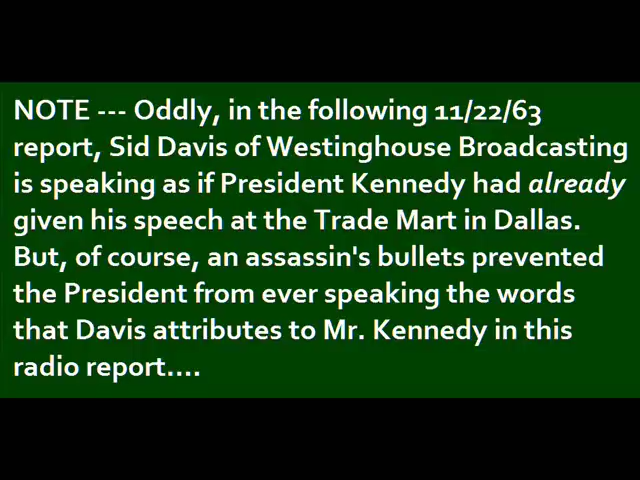 NOTE --- Oddly, in the following 11/22/63
report, Sid Davis of Westinghouse Broadcasting
is speaking as if President Kennedy had already
given his speech at the Trade Mart in Dallas.
But, of course, an assassin's bullets prevented
the President from ever speaking the words
that Davis attributes to Mr. Kennedy in this
radio report....